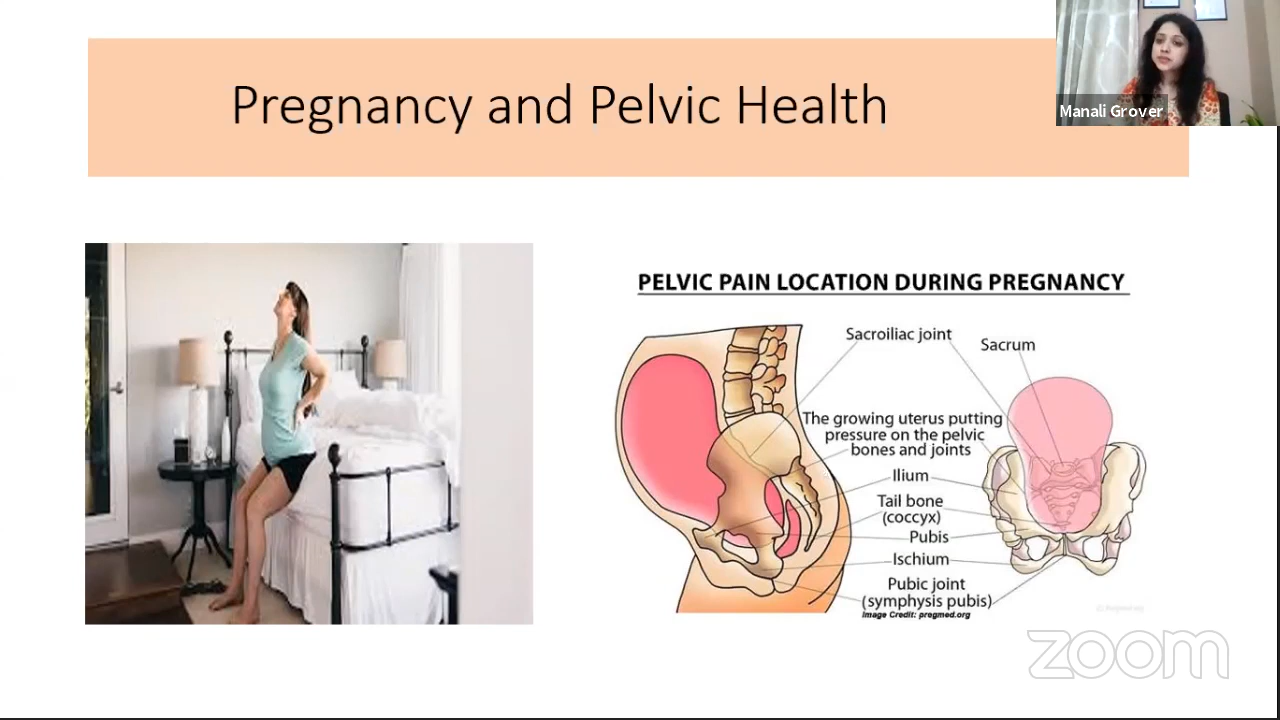 Pregnancy and Pelvic Health
Manali Grover
PELVIC PAIN LOCATION DURING PREGNANCY
Sacroiliac joint
Sacrum
The growing uterus putting
pressure on the pelvic
bones and joints
Ilium
Tail bone
(coccyx)
Pubis
Ischium
Pubic joint
(symphysis pubis)
Image Credit: pregmed.org
zoom